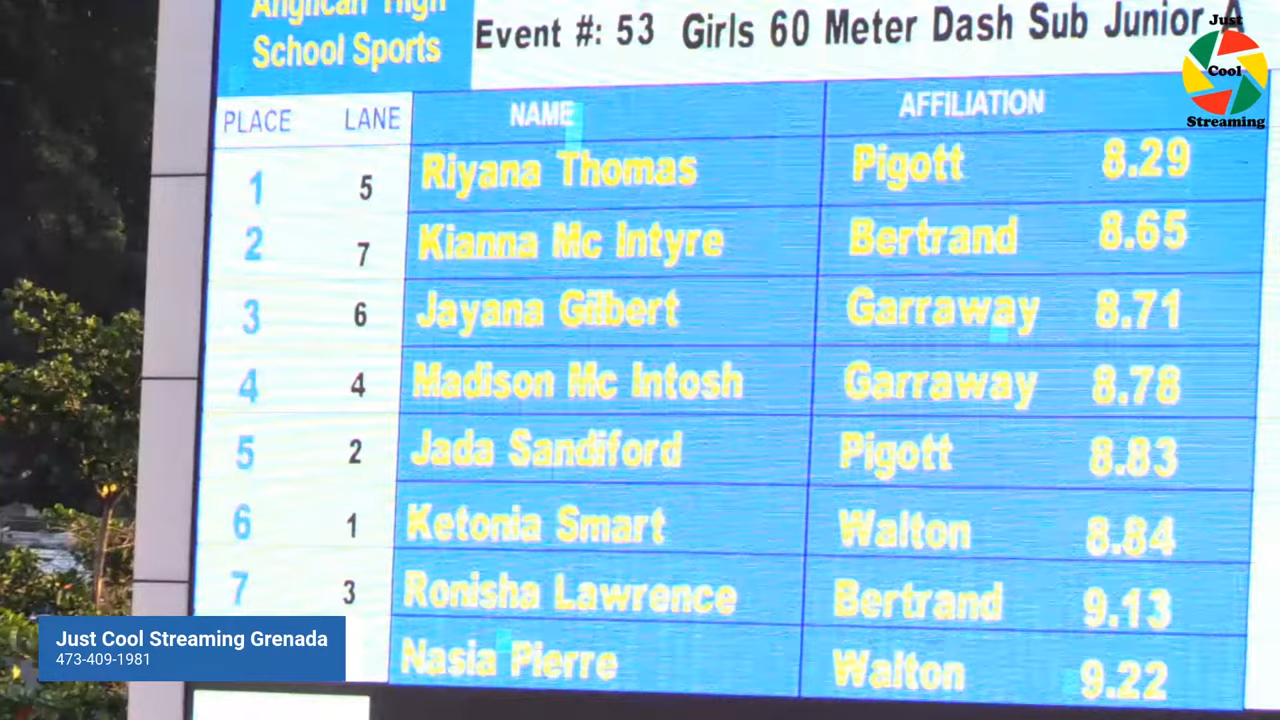 Anglican High
School Sports
Event #: 53 Girls 60 Meter Dash Sub Junior A
Just
Cool
Streaming
PLACE LANE NAME AFFILIATION
1 5 Riyana Thomas Pigott 8.29
2 7 Kianna Mc Intyre Bertrand 8.65
3 6 Jayana Gilbert Garraway 8.71
4 4 Madison Mc Intosh Garraway 8.78
5 2 Jada Sandiford Pigott 8.83
6 1 Ketonia Smart Walton 8.84
7 3 Ronisha Lawrence Bertrand 9.13
Nasia Pierre Walton 9.22
Just Cool Streaming Grenada
473-409-1981